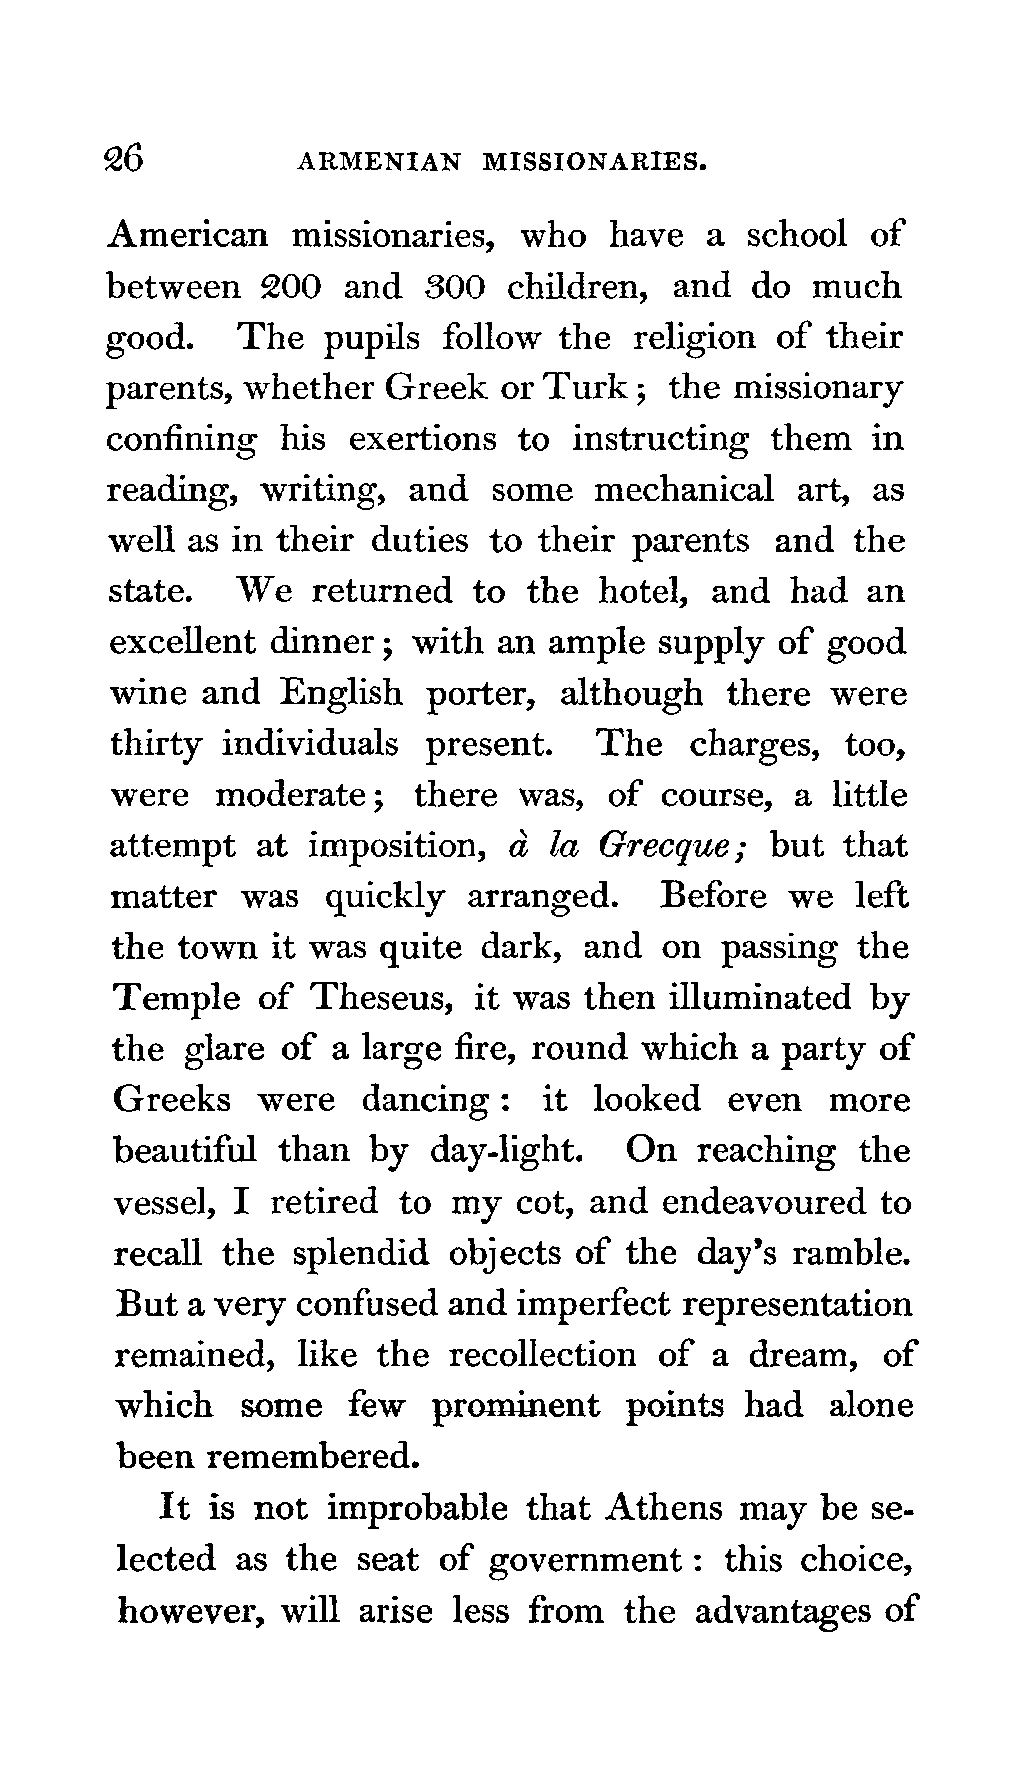 26 ARMENIAN MISSIONARIES.
American missionaries, who have a school of
between 200 and 300 children, and do much
good. The pupils follow the religion of their
parents, whether Greek or Turk; the missionary
confining his exertions to instructing them in
reading, writing, and some mechanical art, as
well as in their duties to their parents and the
state. We returned to the hotel, and had an
excellent dinner; with an ample supply of good
wine and English porter, although there were
thirty individuals present. The charges, too,
were moderate; there was, of course, a little
attempt at imposition, à la Grecque; but that
matter was quickly arranged. Before we left
the town it was quite dark, and on passing the
Temple of Theseus, it was then illuminated by
the glare of a large fire, round which a party of
Greeks were dancing: it looked even more
beautiful than by day-light. On reaching the
vessel, I retired to my cot, and endeavoured to
recall the splendid objects of the day's ramble.
But a very confused and imperfect representation
remained, like the recollection of a dream, of
which some few prominent points had alone
been remembered.
It is not improbable that Athens may be se-
lected as the seat of government: this choice,
however, will arise less from the advantages of